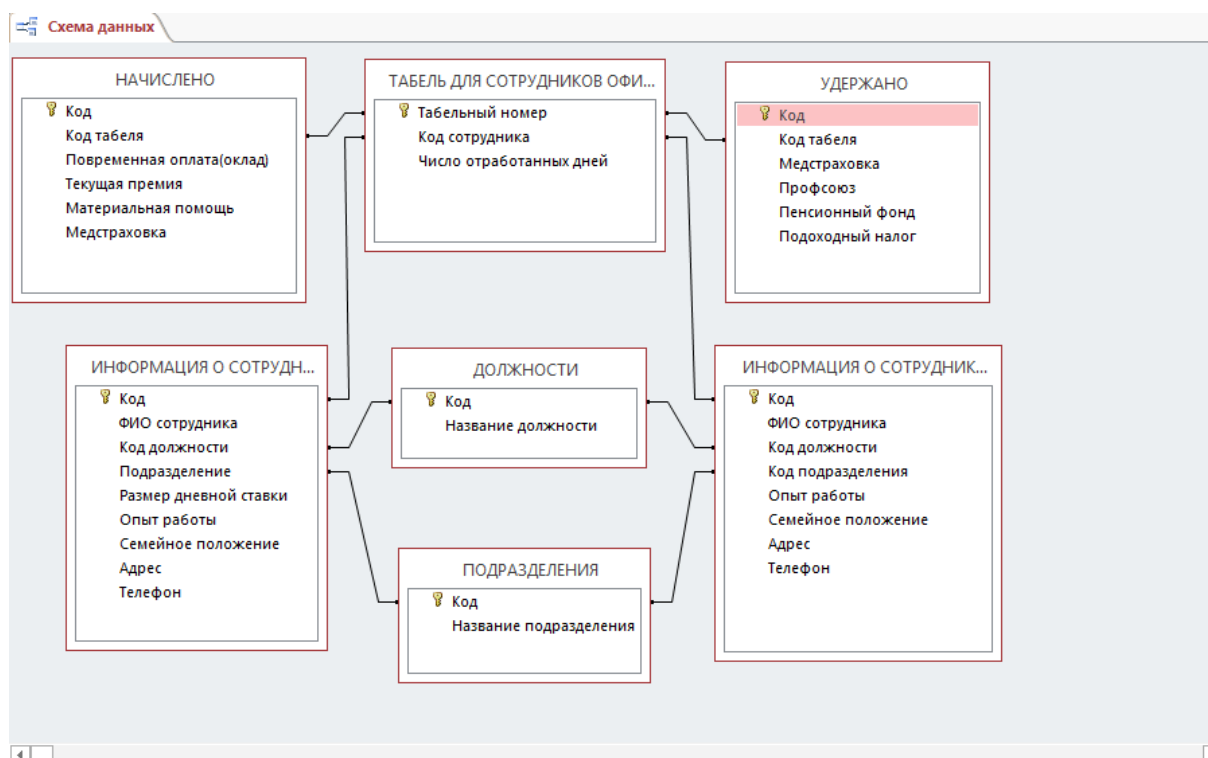 Схема данных
НАЧИСЛЕНО
Код
Код табеля
Повременная оплата(оклад)
Текущая премия
Материальная помощь
Медстраховка
ТАБЕЛЬ ДЛЯ СОТРУДНИКОВ ОФИ...
Табельный номер
Код сотрудника
Число отработанных дней
УДЕРЖАНО
Код
Код табеля
Медстраховка
Профсоюз
Пенсионный фонд
Подоходный налог
ИНФОРМАЦИЯ О СОТРУДН...
Код
ФИО сотрудника
Код должности
Подразделение
Размер дневной ставки
Опыт работы
Семейное положение
Адрес
Телефон
ДОЛЖНОСТИ
Код
Название должности
ИНФОРМАЦИЯ О СОТРУДНИК...
Код
ФИО сотрудника
Код должности
Код подразделения
Опыт работы
Семейное положение
Адрес
Телефон
ПОДРАЗДЕЛЕНИЯ
Код
Название подразделения